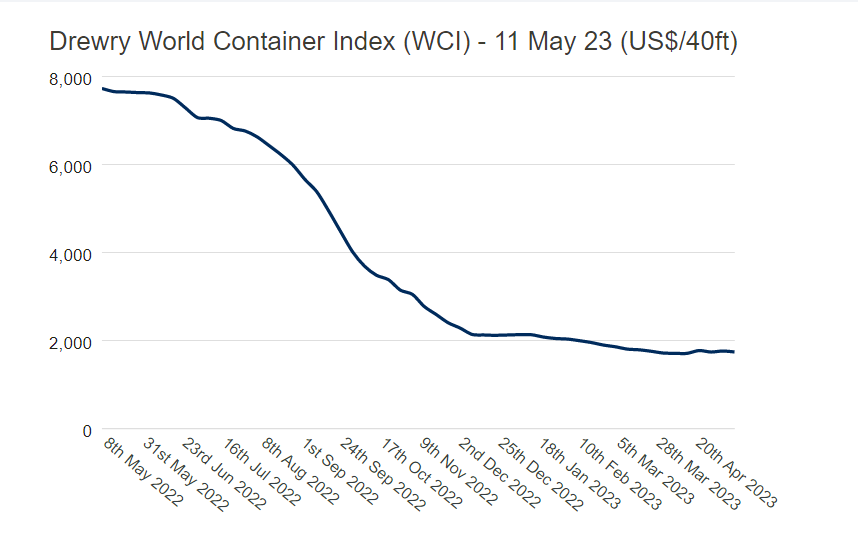 Drewry World Container Index (WCI) - 11 May 23 (US$/40ft)
8,000
6,000
4,000
2,000
0
8th May 2022
31st May 2022
23rd Jun 2022
16th Jul 2022
8th Aug 2022
1st Sep 2022
24th Sep 2022
17th Oct 2022
9th Nov 2022
2nd Dec 2022
25th Dec 2022
18th Jan 2023
10th Feb 2023
5th Mar 2023
28th Mar 2023
20th Apr 2023